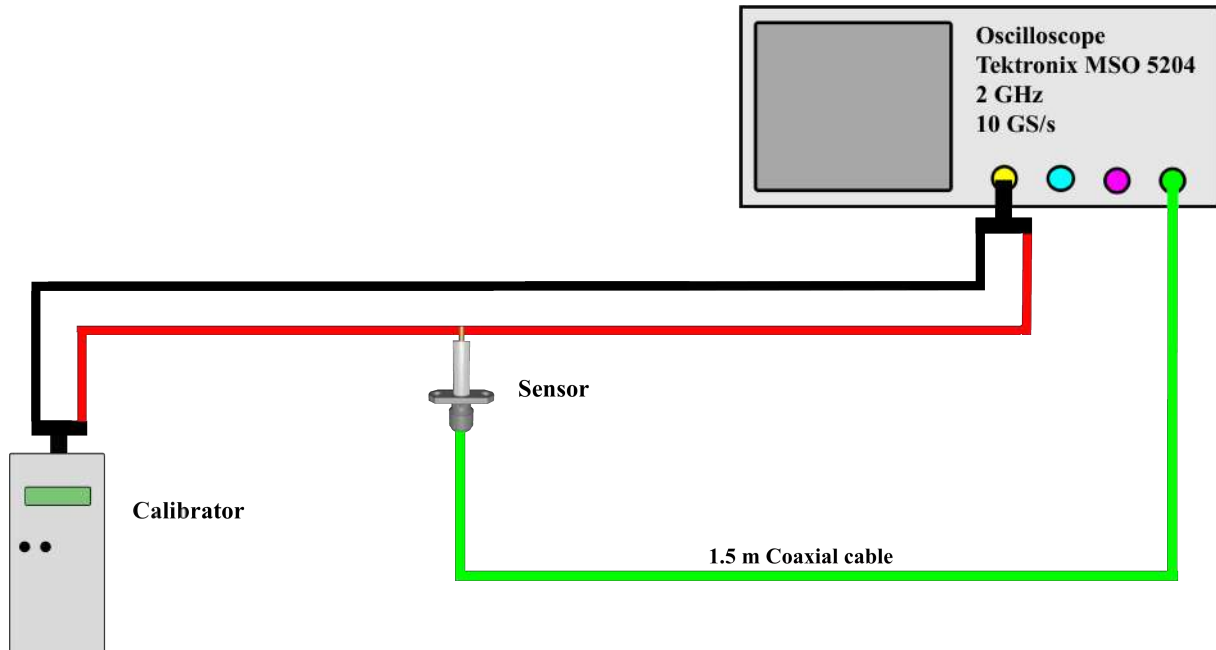 Oscilloscope
Tektronix MSO 5204
2 GHz
10 GS/s
Sensor
Calibrator
1.5 m Coaxial cable